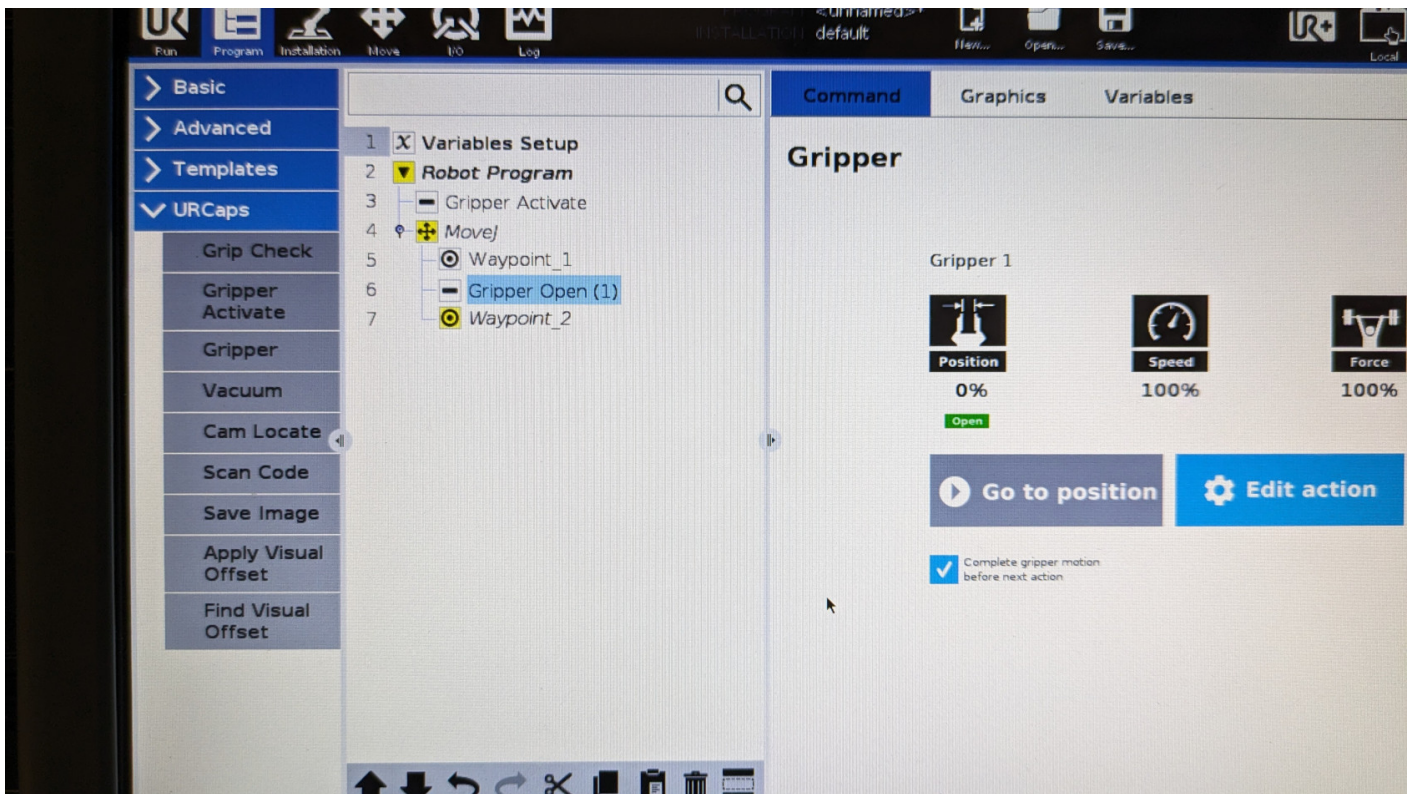 UR
<unnamed>*
default
Run
Program
Installation
Move
I/O
Log
New...
Open...
Save...
UR+
Local
Basic
Advanced
Templates
URCaps
Grip Check
Gripper
Activate
Gripper
Vacuum
Cam Locate
Scan Code
Save Image
Apply Visual
Offset
Find Visual
Offset
1 X Variables Setup
2 Robot Program
3 Gripper Activate
4 MoveJ
5 Waypoint_1
6 Gripper Open (1)
7 Waypoint_2
Command Graphics Variables
Gripper
Gripper 1
Position Speed Force
0% 100% 100%
Open
Go to position Edit action
Complete gripper motion
before next action